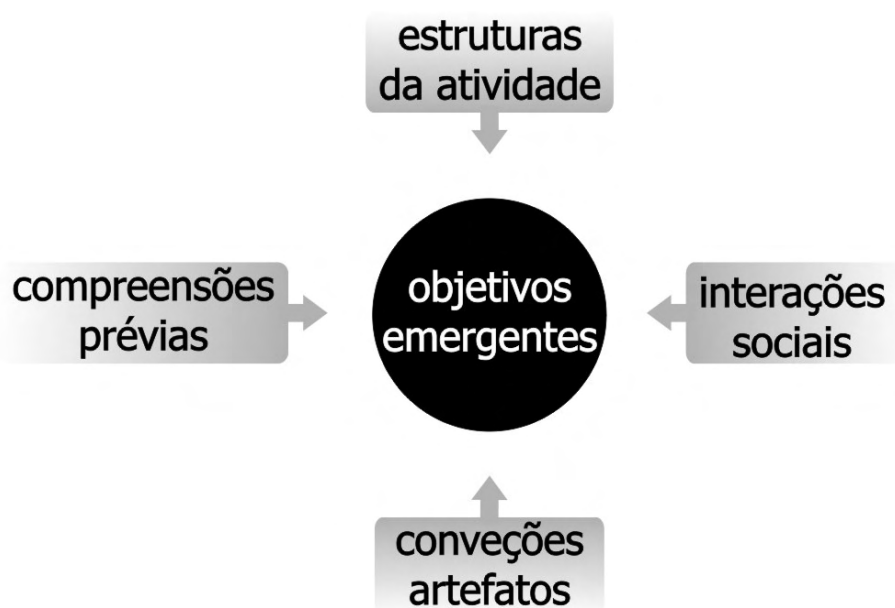 estruturas
da atividade
compreensões
prévias
objetivos
emergentes
interações
sociais
conveções
artefatos